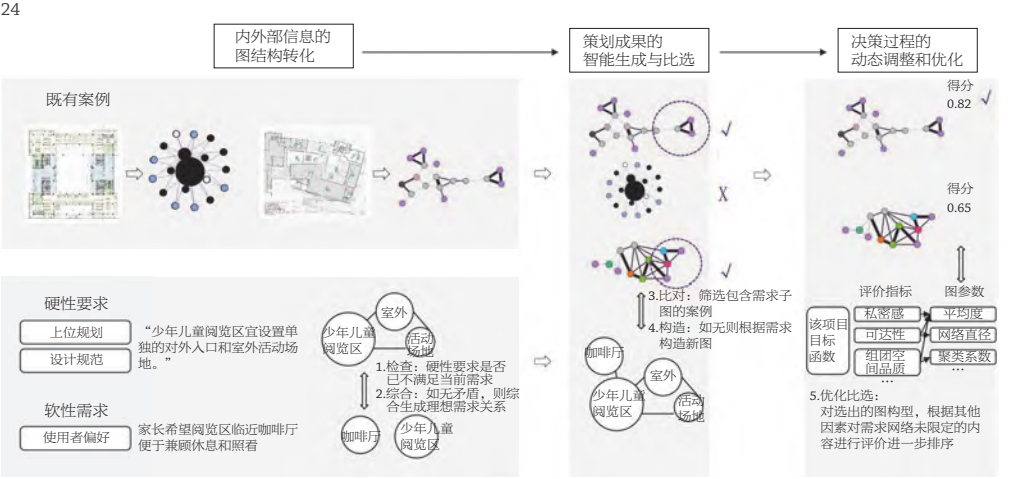 24
内外部信息的
图结构转化
策划成果的
智能生成与比选
决策过程的
动态调整和优化
既有案例
得分
0.82
√
√
X
得分
0.65
√
硬性要求
上位规划
设计规范
“少年儿童阅览区宜设置单
独的对外入口和室外活动场
地。”
软性需求
使用者偏好
家长希望阅览区临近咖啡厅
便于兼顾休息和照看
室外
少年儿童
阅览区
活动
场地
1.检查：硬性要求是否
已不满足当前需求
2.综合：如无矛盾，则综
合生成理想需求关系
咖啡厅
少年儿童
阅览区
3.比对：筛选包含需求子
图的案例
4.构造：如无则根据需求
构造新图
咖啡厅
室外
少年儿童
阅览区
活动
场地
评价指标
图参数
该项目
目标
函数
私密感
平均度
可达性
网络直径
组团空
间品质
聚类系数
…
…
5.优化比选：
对选出的图构型，根据其他
因素对需求网络未限定的内
容进行评价进一步排序